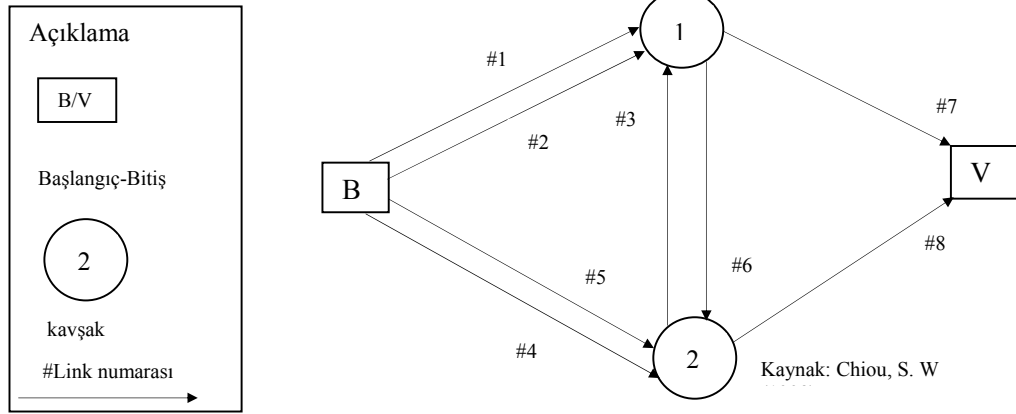 Açıklama
B/V
Başlangıç-Bitiş
2
kavşak
#Link numarası
1
#1
#2
#3
#7
B
V
#5
#6
#8
#4
2
Kaynak: Chiou, S. W